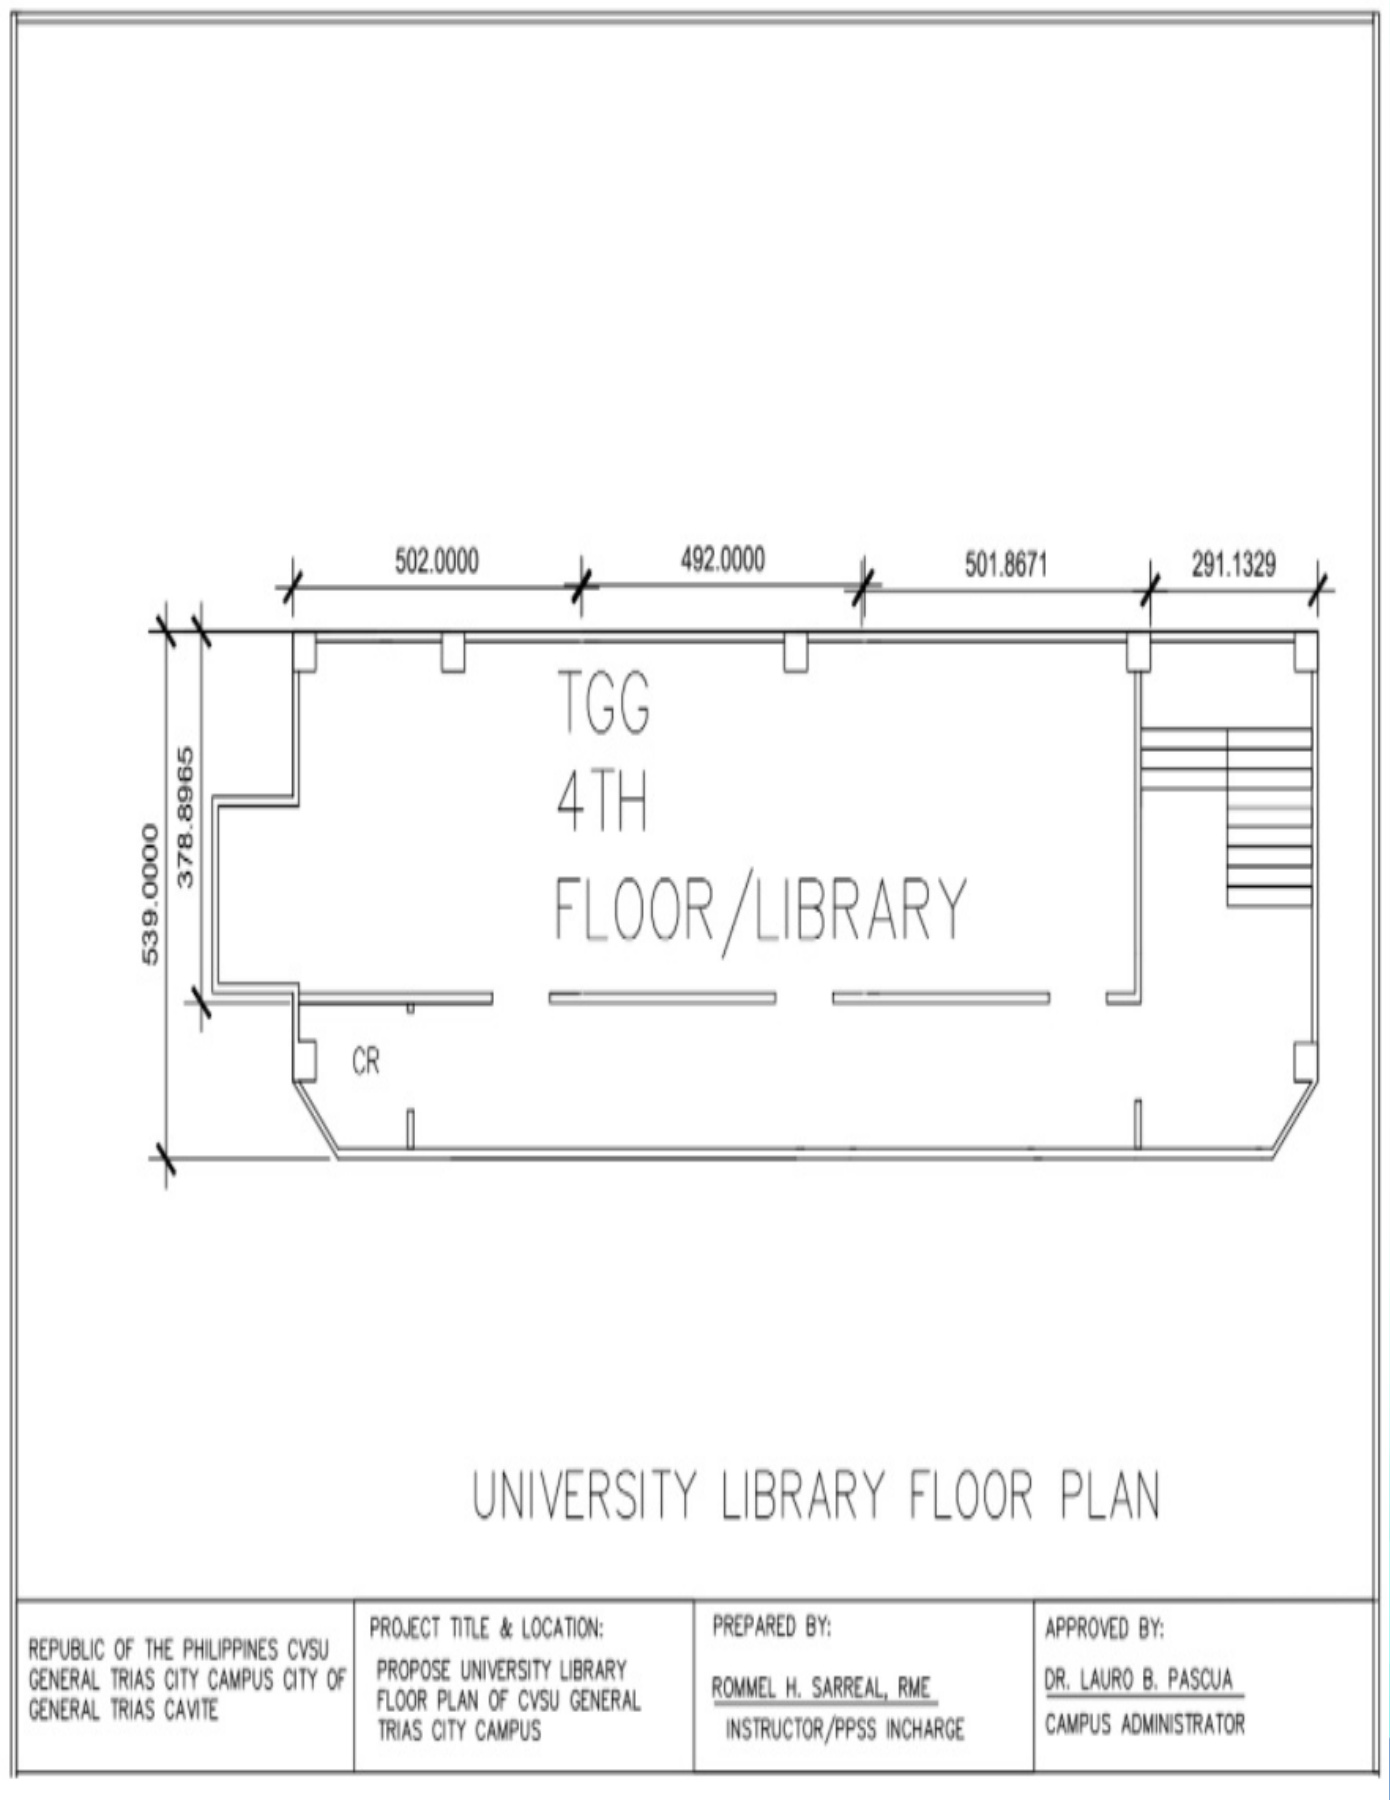 502.0000
492.0000
501.8671
291.1329
539.0000
378.8965
TGG
4TH
FLOOR/LIBRARY
CR
UNIVERSITY LIBRARY FLOOR PLAN
REPUBLIC OF THE PHILIPPINES CVSU
GENERAL TRIAS CITY CAMPUS CITY OF
GENERAL TRIAS CAVITE
PROJECT TITLE & LOCATION:
PROPOSE UNIVERSITY LIBRARY
FLOOR PLAN OF CVSU GENERAL
TRIAS CITY CAMPUS
PREPARED BY:
ROMMEL H. SARREAL, RME
INSTRUCTOR/PPSS INCHARGE
APPROVED BY:
DR. LAURO B. PASCUA
CAMPUS ADMINISTRATOR